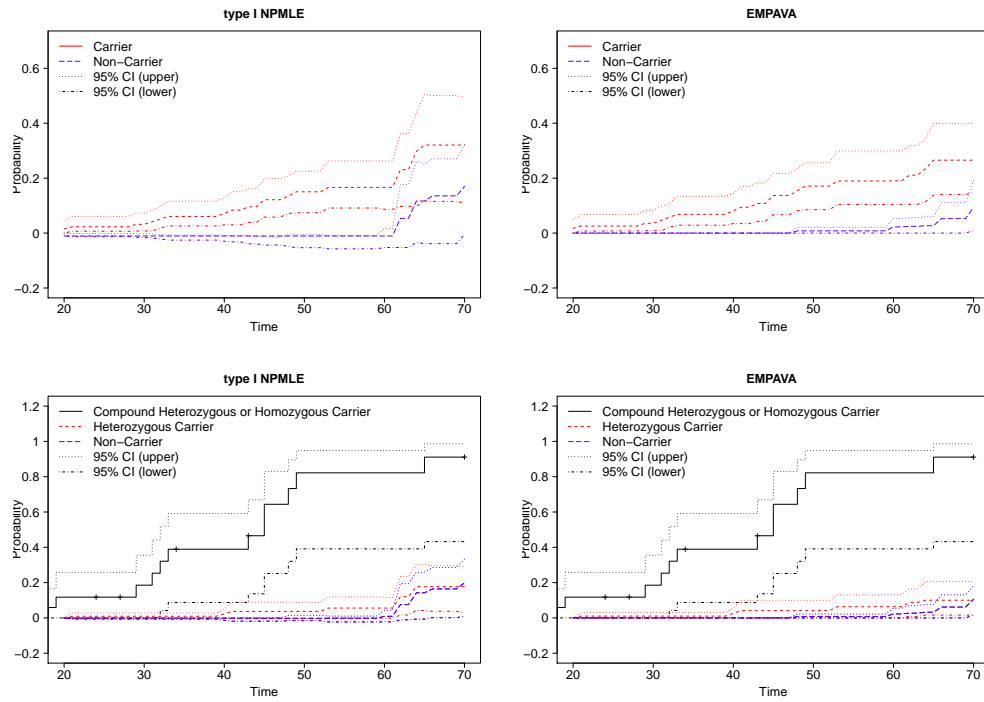 type I NPMLE
Carrier
Non−Carrier
95% CI (upper)
95% CI (lower)
Probability
0.6
0.4
0.2
0
−0.2
20 30 40 50 60 70
Time
EMPAVA
Carrier
Non−Carrier
95% CI (upper)
95% CI (lower)
Probability
0.6
0.4
0.2
0
−0.2
20 30 40 50 60 70
Time
type I NPMLE
Compound Heterozygous or Homozygous Carrier
Heterozygous Carrier
Non−Carrier
95% CI (upper)
95% CI (lower)
Probability
1.2
1
0.8
0.6
0.4
0.2
0
−0.2
20 30 40 50 60 70
Time
EMPAVA
Compound Heterozygous or Homozygous Carrier
Heterozygous Carrier
Non−Carrier
95% CI (upper)
95% CI (lower)
Probability
1.2
1
0.8
0.6
0.4
0.2
0
−0.2
20 30 40 50 60 70
Time